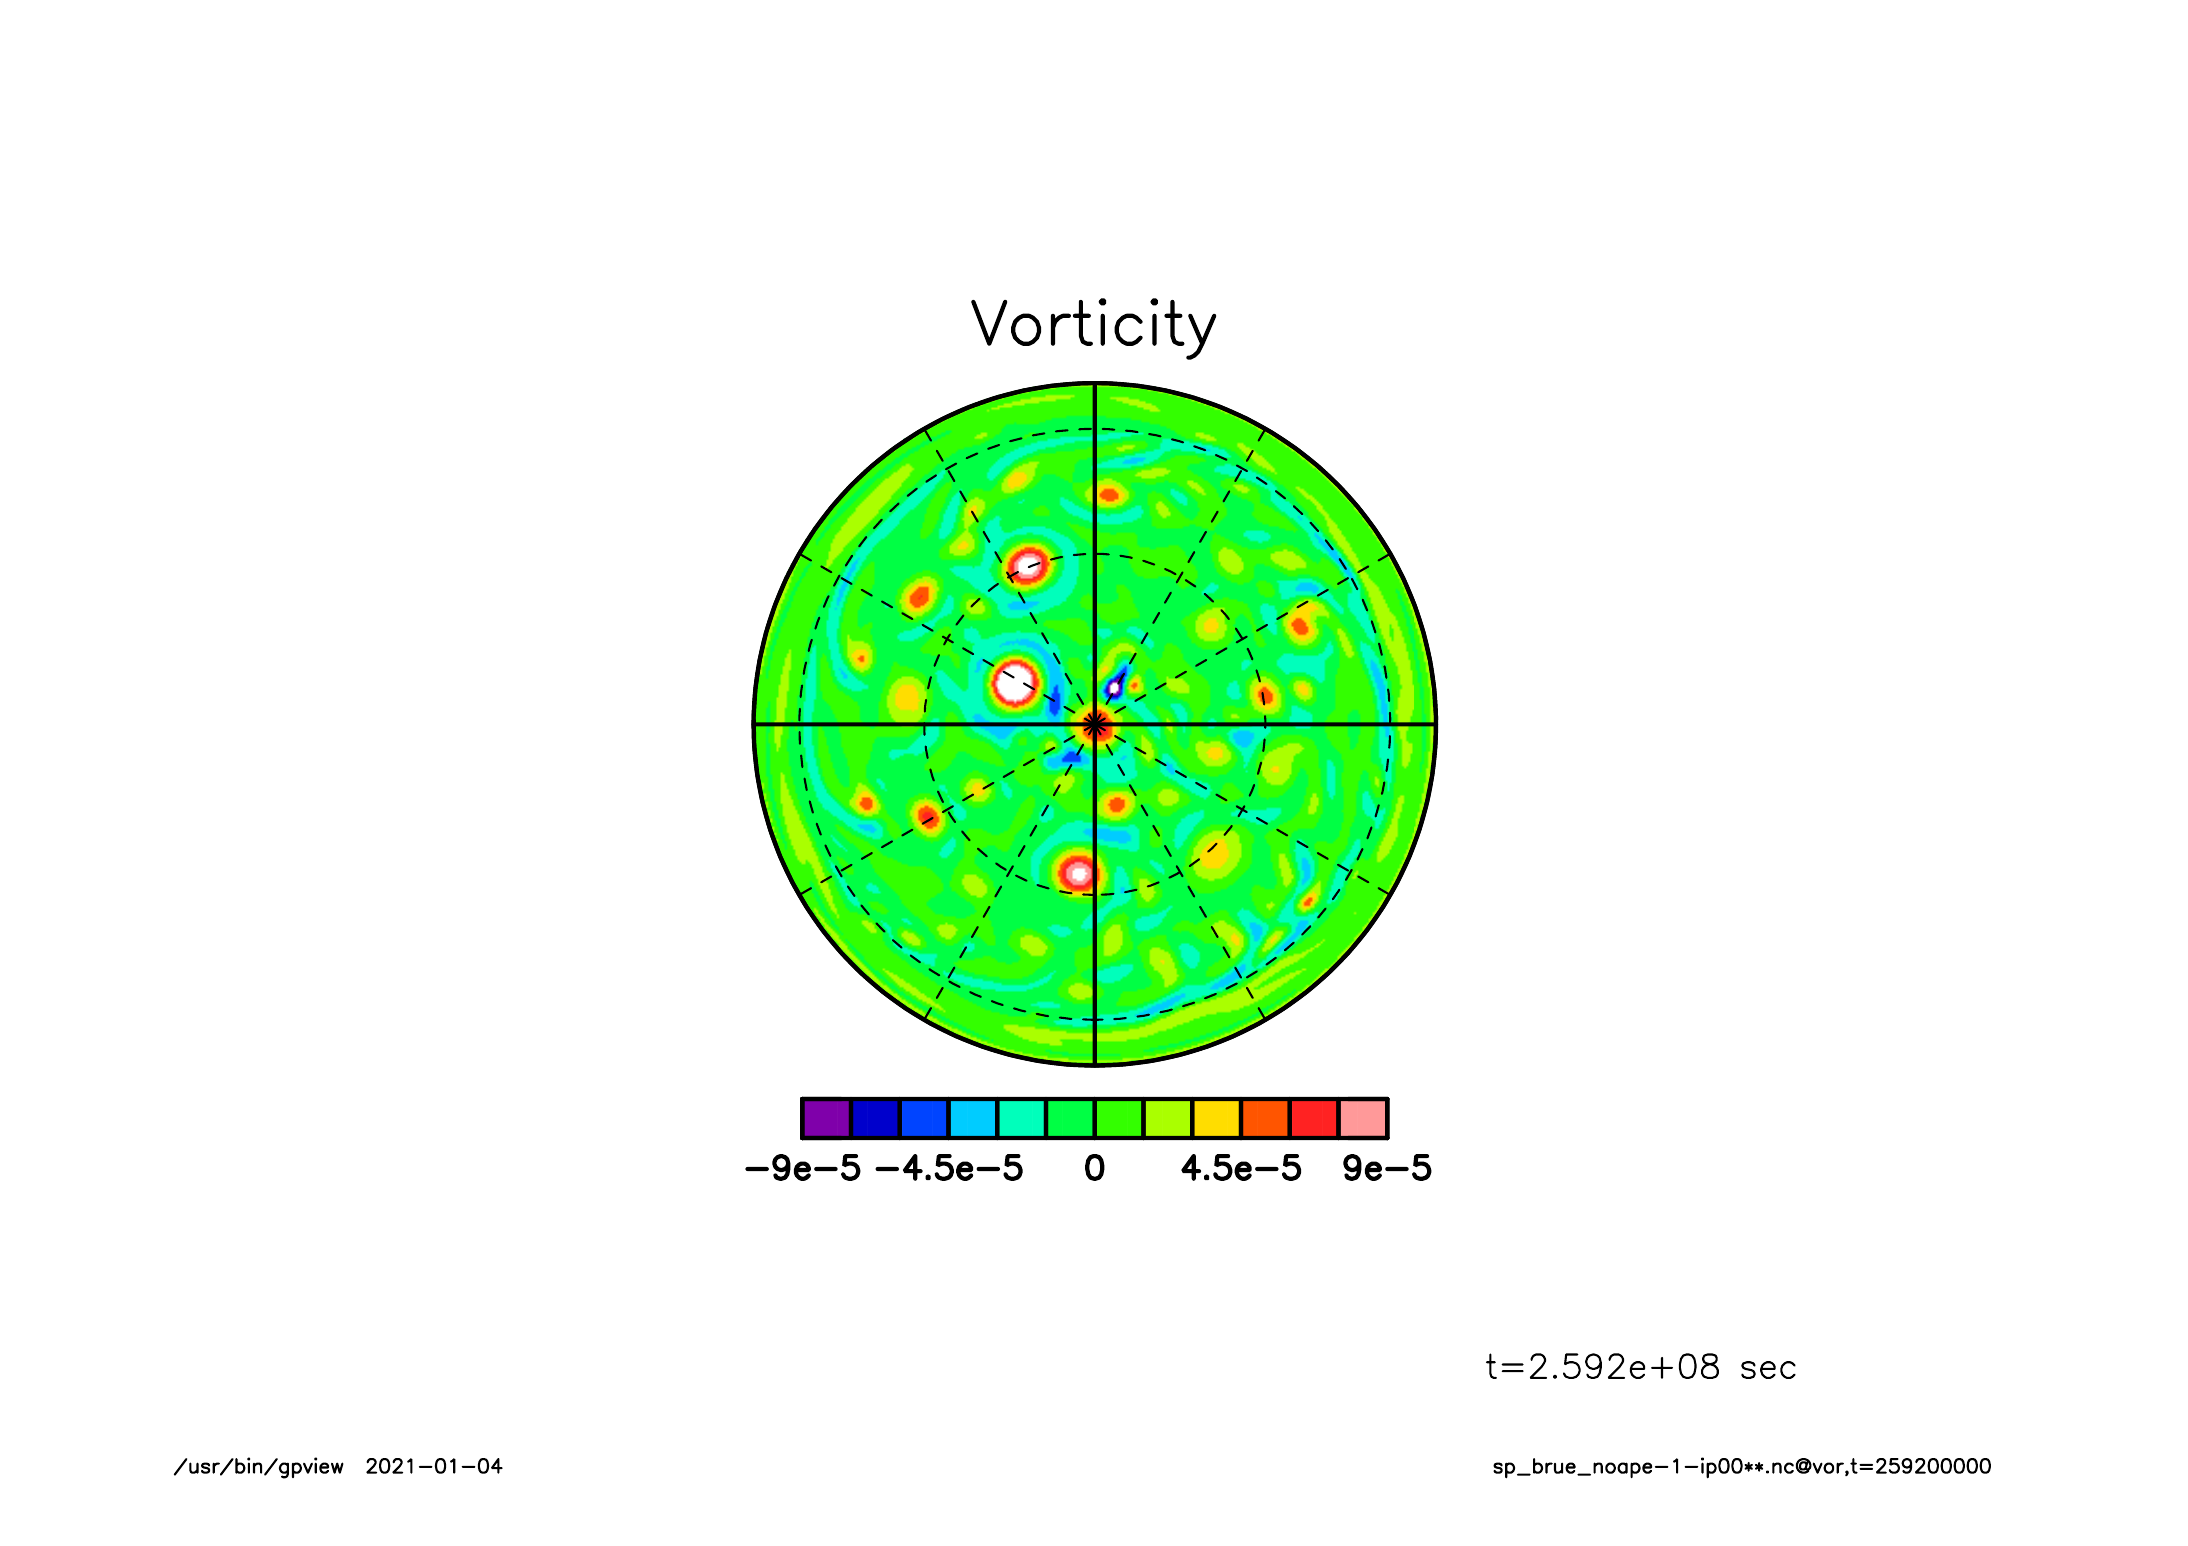 Vorticity
-9e-5 -4.5e-5 0 4.5e-5 9e-5
t=2.592e+08 sec
/usr/bin/gpview 2021-01-04
sp_brue_noape-1-ip00**.nc@vor,t=259200000